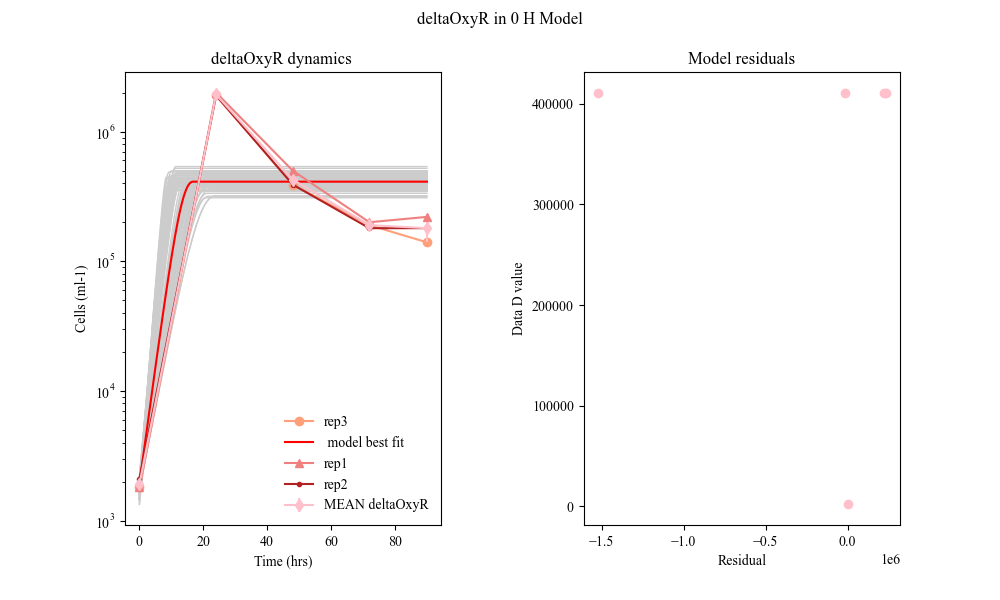 deltaOxyR in 0 H Model
deltaOxyR dynamics
Cells (ml-1)
10^6
10^5
10^4
10^3
rep3
model best fit
rep1
rep2
MEAN deltaOxyR
0 20 40 60 80
Time (hrs)
Model residuals
Data D value
400000
300000
200000
100000
0
−1.5 −1.0 −0.5 0.0
1e6
Residual